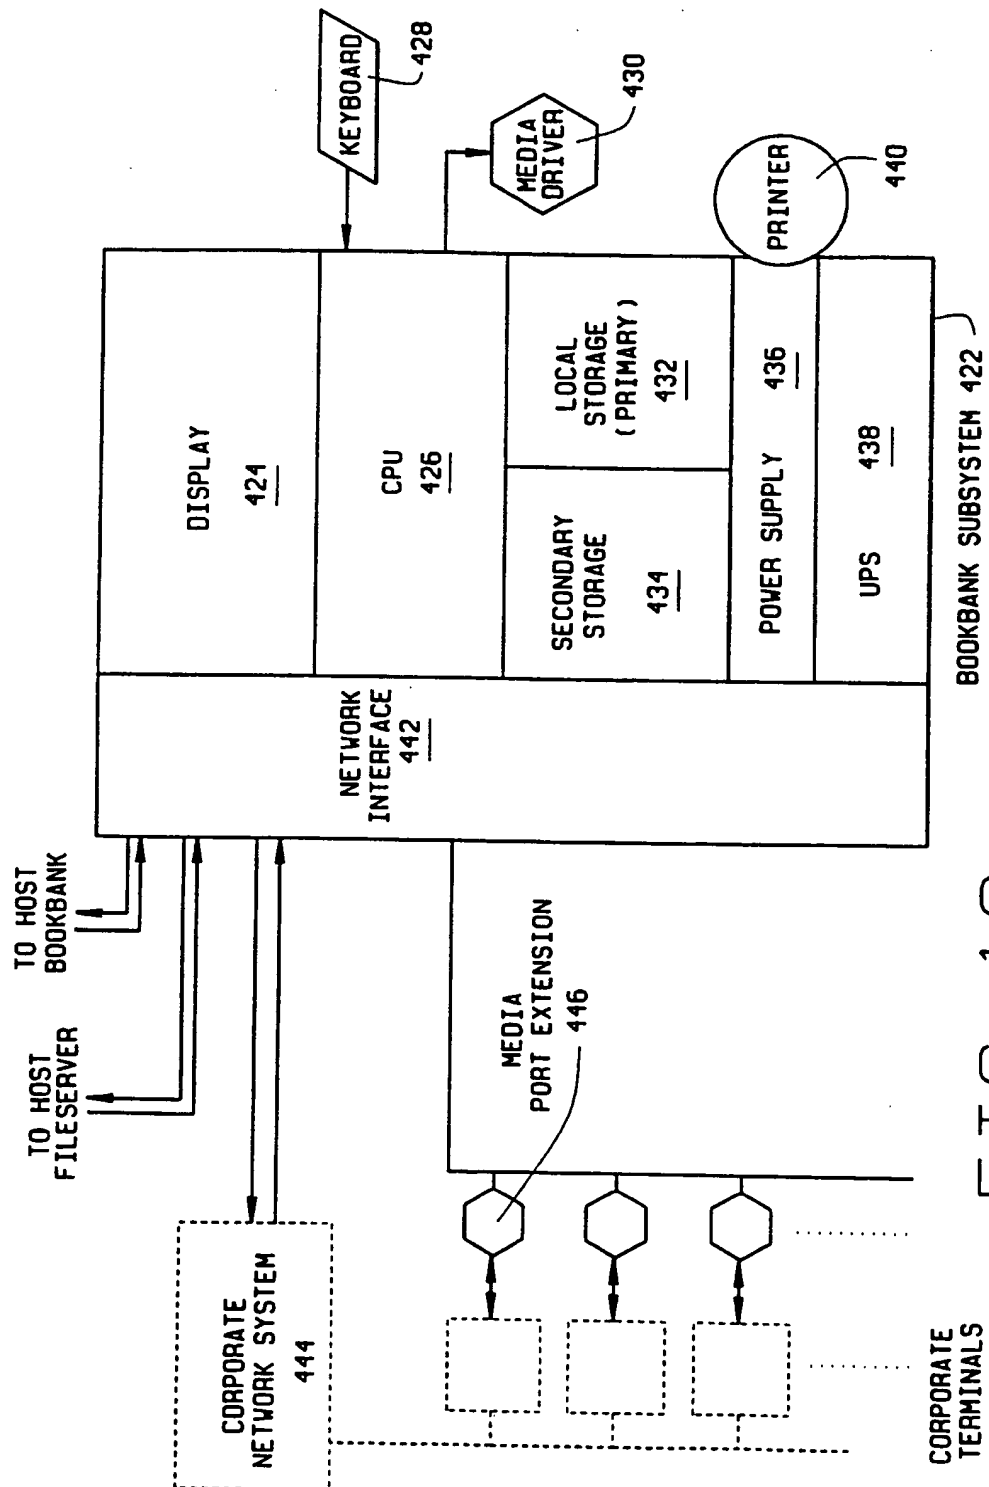 TO HOST
BOOKBANK
TO HOST
FILESERVER
CORPORATE
NETWORK SYSTEM
444
NETWORK
INTERFACE
442
DISPLAY
424
CPU
426
KEYBOARD
428
MEDIA
DRIVER
430
SECONDARY
STORAGE
434
LOCAL
STORAGE
(PRIMARY)
432
POWER SUPPLY 436
PRINTER
440
UPS 438
MEDIA
PORT EXTENSION
446
BOOKBANK SUBSYSTEM 422
CORPORATE
TERMINALS
FIG